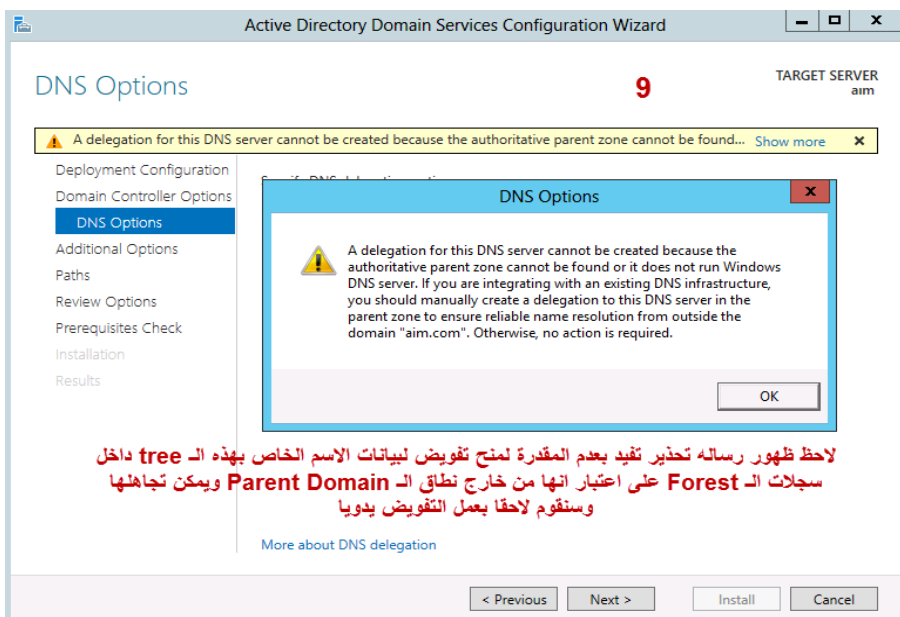 Active Directory Domain Services Configuration Wizard
DNS Options
9
TARGET SERVER
aim
A delegation for this DNS server cannot be created because the authoritative parent zone cannot be found... Show more
Deployment Configuration
Domain Controller Options
DNS Options
Additional Options
Paths
Review Options
Prerequisites Check
Installation
Results
DNS Options
A delegation for this DNS server cannot be created because the
authoritative parent zone cannot be found or it does not run Windows
DNS server. If you are integrating with an existing DNS infrastructure,
you should manually create a delegation to this DNS server in the
parent zone to ensure reliable name resolution from outside the
domain "aim.com". Otherwise, no action is required.
OK
لاحظ ظهور رساله تحذير تفيد بعدم المقدرة لمنح تفويض لبيانات الاسم الخاص بهذه الـ tree داخل
سجلات الـ Forest على اعتبار انها من خارج نطاق الـ Parent Domain ويمكن تجاهلها
وسنقوم لاحقا بعمل التفويض يدويا
More about DNS delegation
< Previous
Next >
Install
Cancel